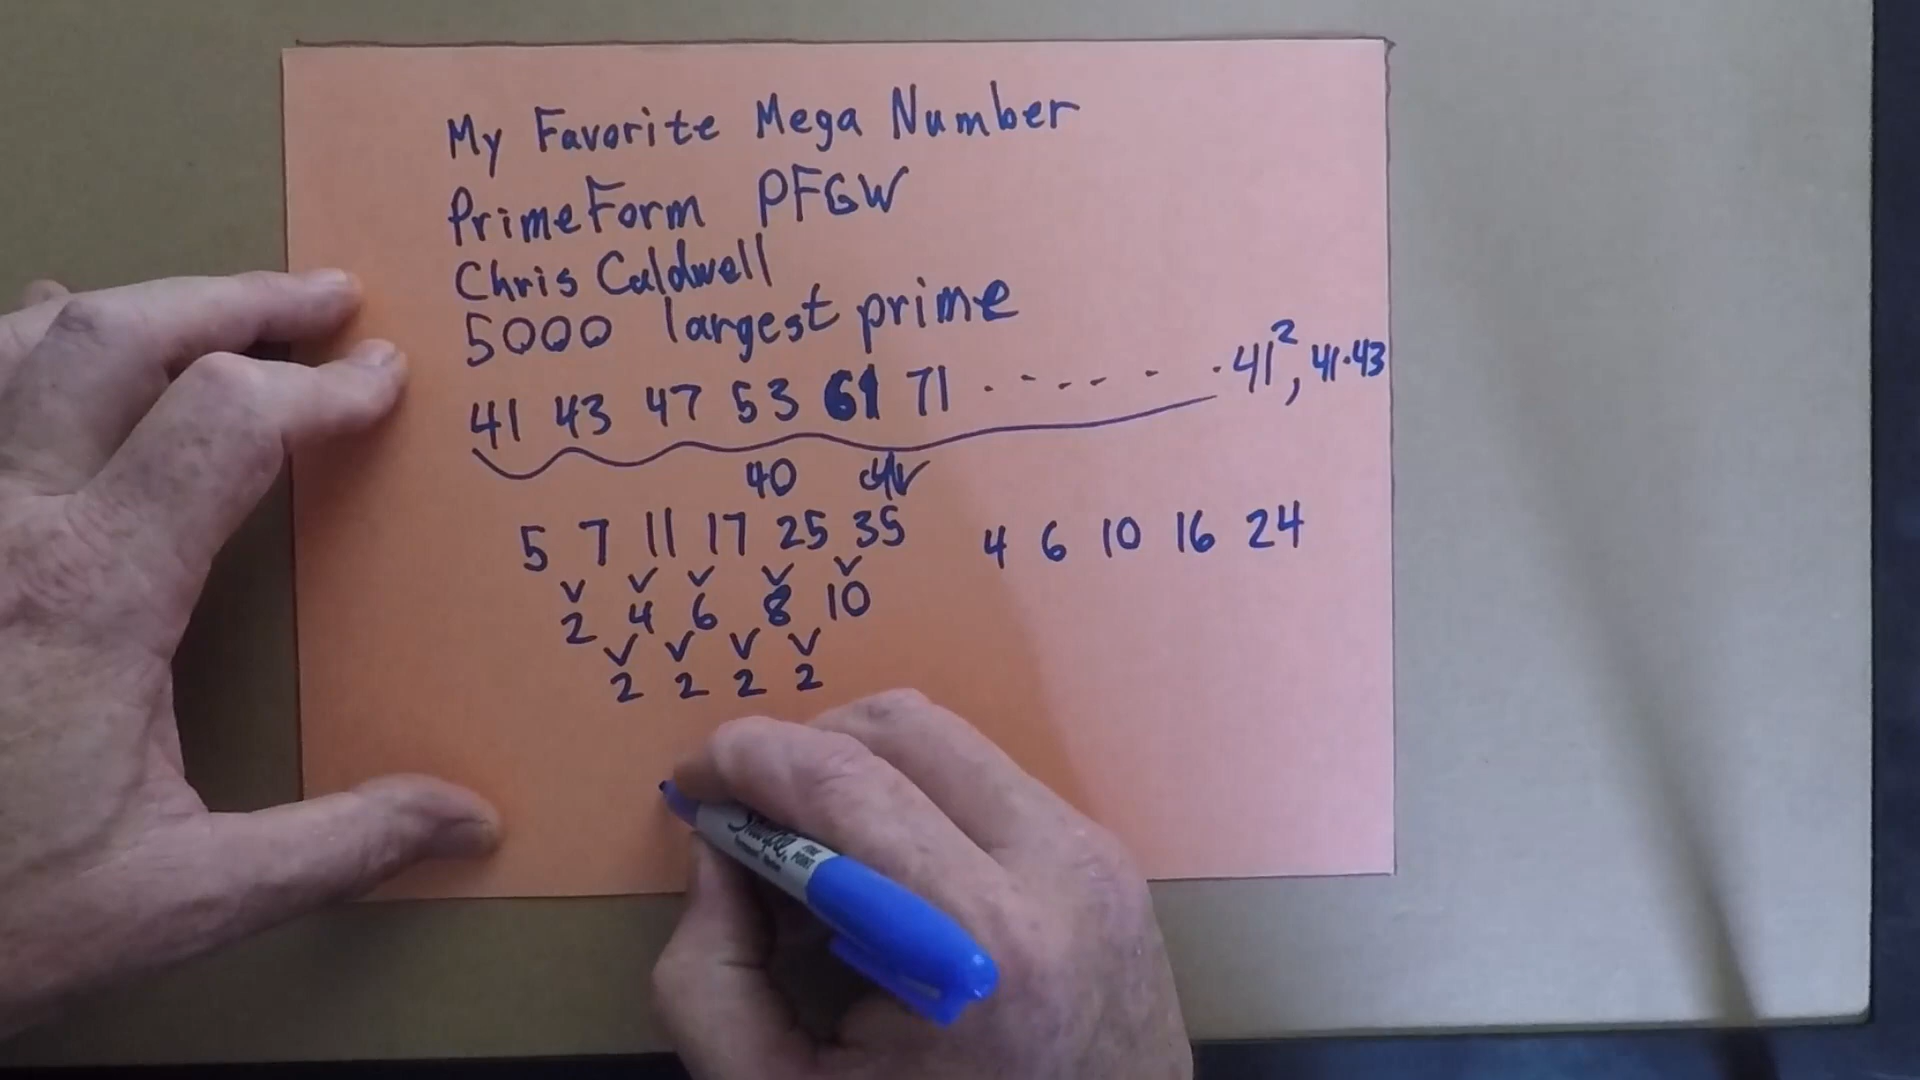 My Favorite Mega Number
PrimeForm PFGW
Chris Caldwell
5000 largest prime
41 43 47 53 61 71 · - - - - · 41², 41·43
40
5 7 11 17 25 35 4 6 10 16 24
2 4 6 8 10
2 2 2 2
Sharpie
FINE POINT